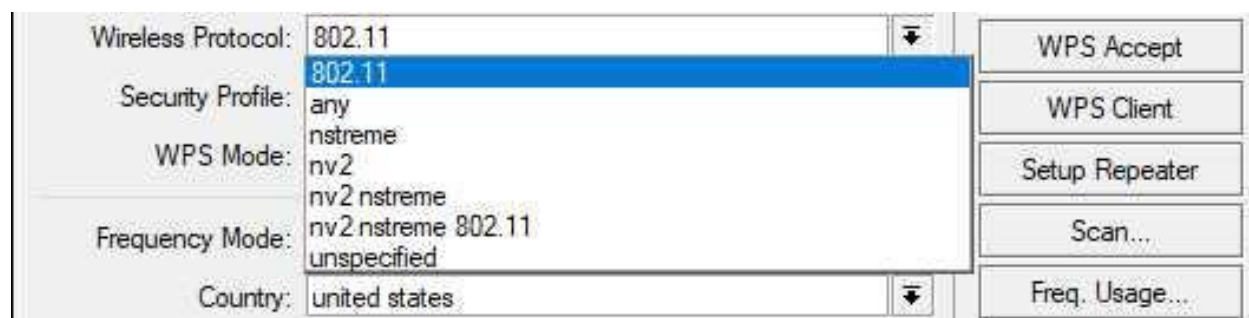 Wireless Protocol: 802.11
WPS Accept
802.11
Security Profile: any
WPS Client
nstreme
WPS Mode: nv2
Setup Repeater
nv2 nstreme
Frequency Mode: nv2 nstreme 802.11
Scan...
unspecified
Country: united states
Freq. Usage...